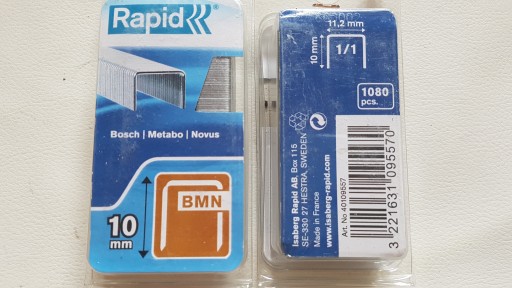 Rapid
Bosch | Metabo | Novus
BMN
10
mm
11,2 mm
10 mm
1/1
1080
pcs.
Isaberg Rapid AB, Box 115
SE-330 27 HESTRA, SWEDEN
Made in France
www.isaberg-rapid.com
Art. No 40109557
3 221631 095570